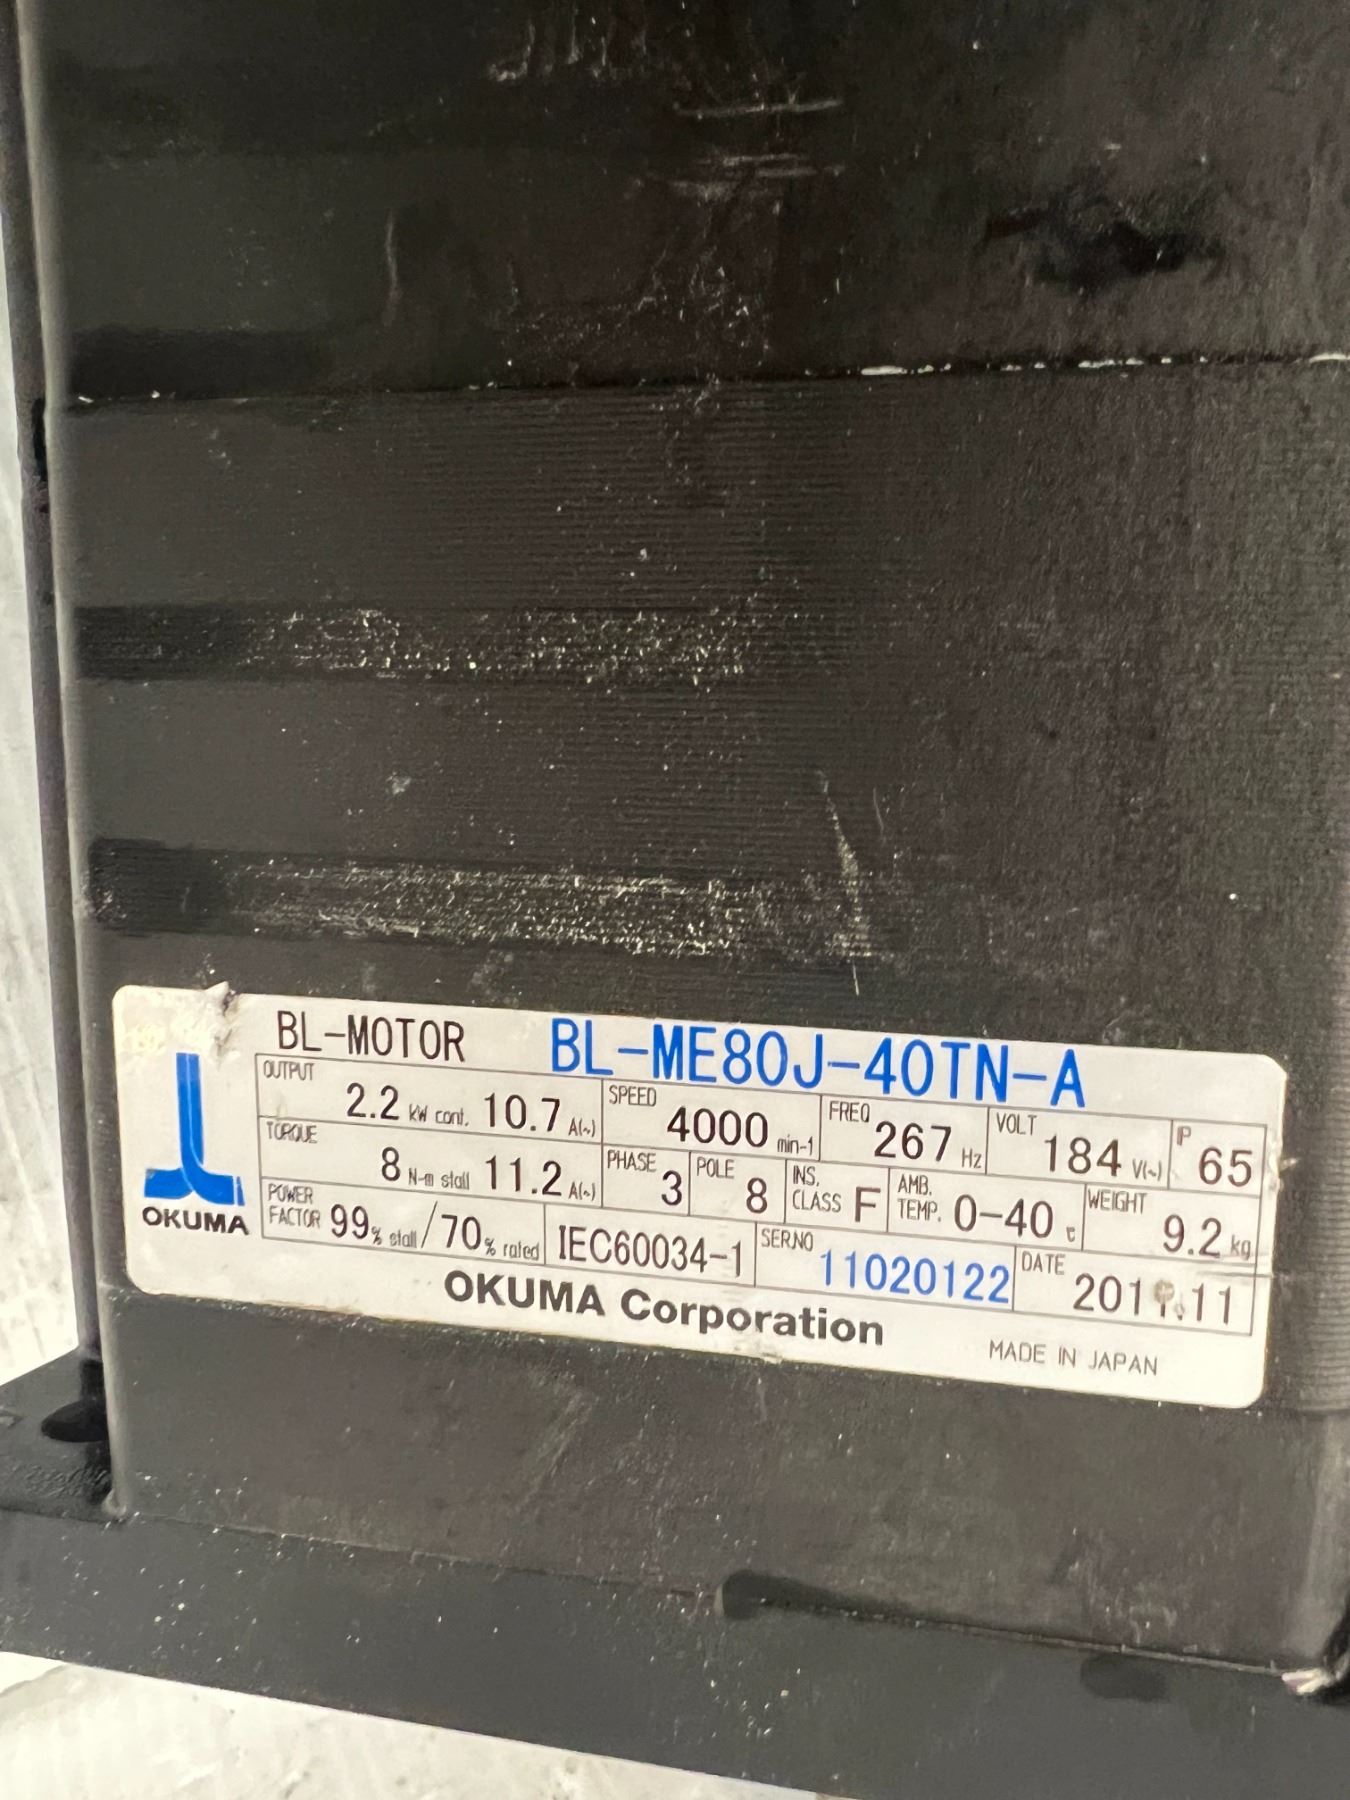 BL-MOTOR BL-ME80J-40TN-A
OUTPUT 2.2 kW cont. 10.7 A(~) SPEED 4000 min-1 FREQ 267 Hz VOLT 184 V(~) IP 65
TORQUE 8 N-m stall 11.2 A(~) PHASE 3 POLE 8 INS. CLASS F AMB. TEMP. 0-40 ℃ WEIGHT 9.2 kg
POWER FACTOR 99% stall/70% rated IEC60034-1 SER.NO 11020122 DATE 2011.11
OKUMA
OKUMA Corporation
MADE IN JAPAN